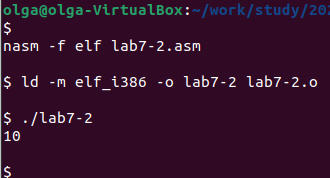 olga@olga-VirtualBox:~/work/study/202
$
nasm -f elf lab7-2.asm
$ ld -m elf_i386 -o lab7-2 lab7-2.o
$ ./lab7-2
10
$